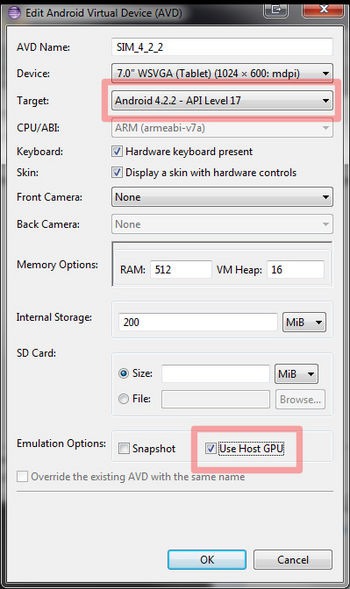 Edit Android Virtual Device (AVD)
AVD Name: SIM_4_2_2
Device: 7.0" WSVGA (Tablet) (1024 × 600: mdpi)
Target: Android 4.2.2 - API Level 17
CPU/ABI: ARM (armeabi-v7a)
Keyboard: Hardware keyboard present
Skin: Display a skin with hardware controls
Front Camera: None
Back Camera: None
Memory Options: RAM: 512 VM Heap: 16
Internal Storage: 200 MiB
SD Card:
Size: MiB
File: Browse...
Emulation Options: Snapshot Use Host GPU
Override the existing AVD with the same name
OK Cancel